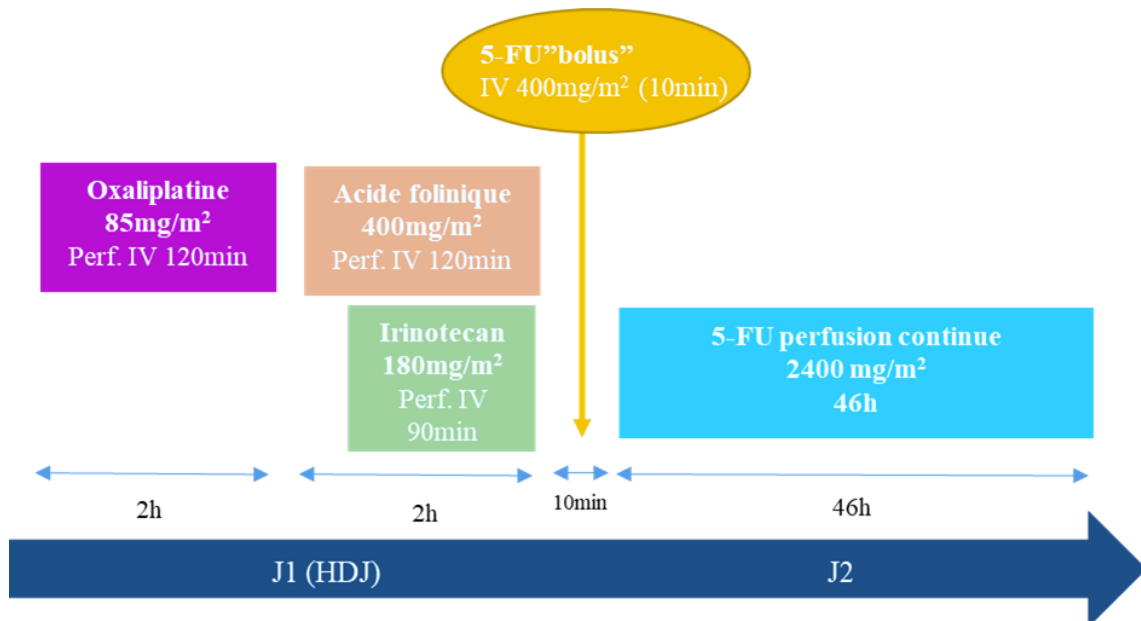 5-FU”bolus”
IV 400mg/m² (10min)
Oxaliplatine
85mg/m²
Perf. IV 120min
Acide folinique
400mg/m²
Perf. IV 120min
Irinotecan
180mg/m²
Perf. IV
90min
5-FU perfusion continue
2400 mg/m²
46h
2h
2h
10min
46h
J1 (HDJ)
J2